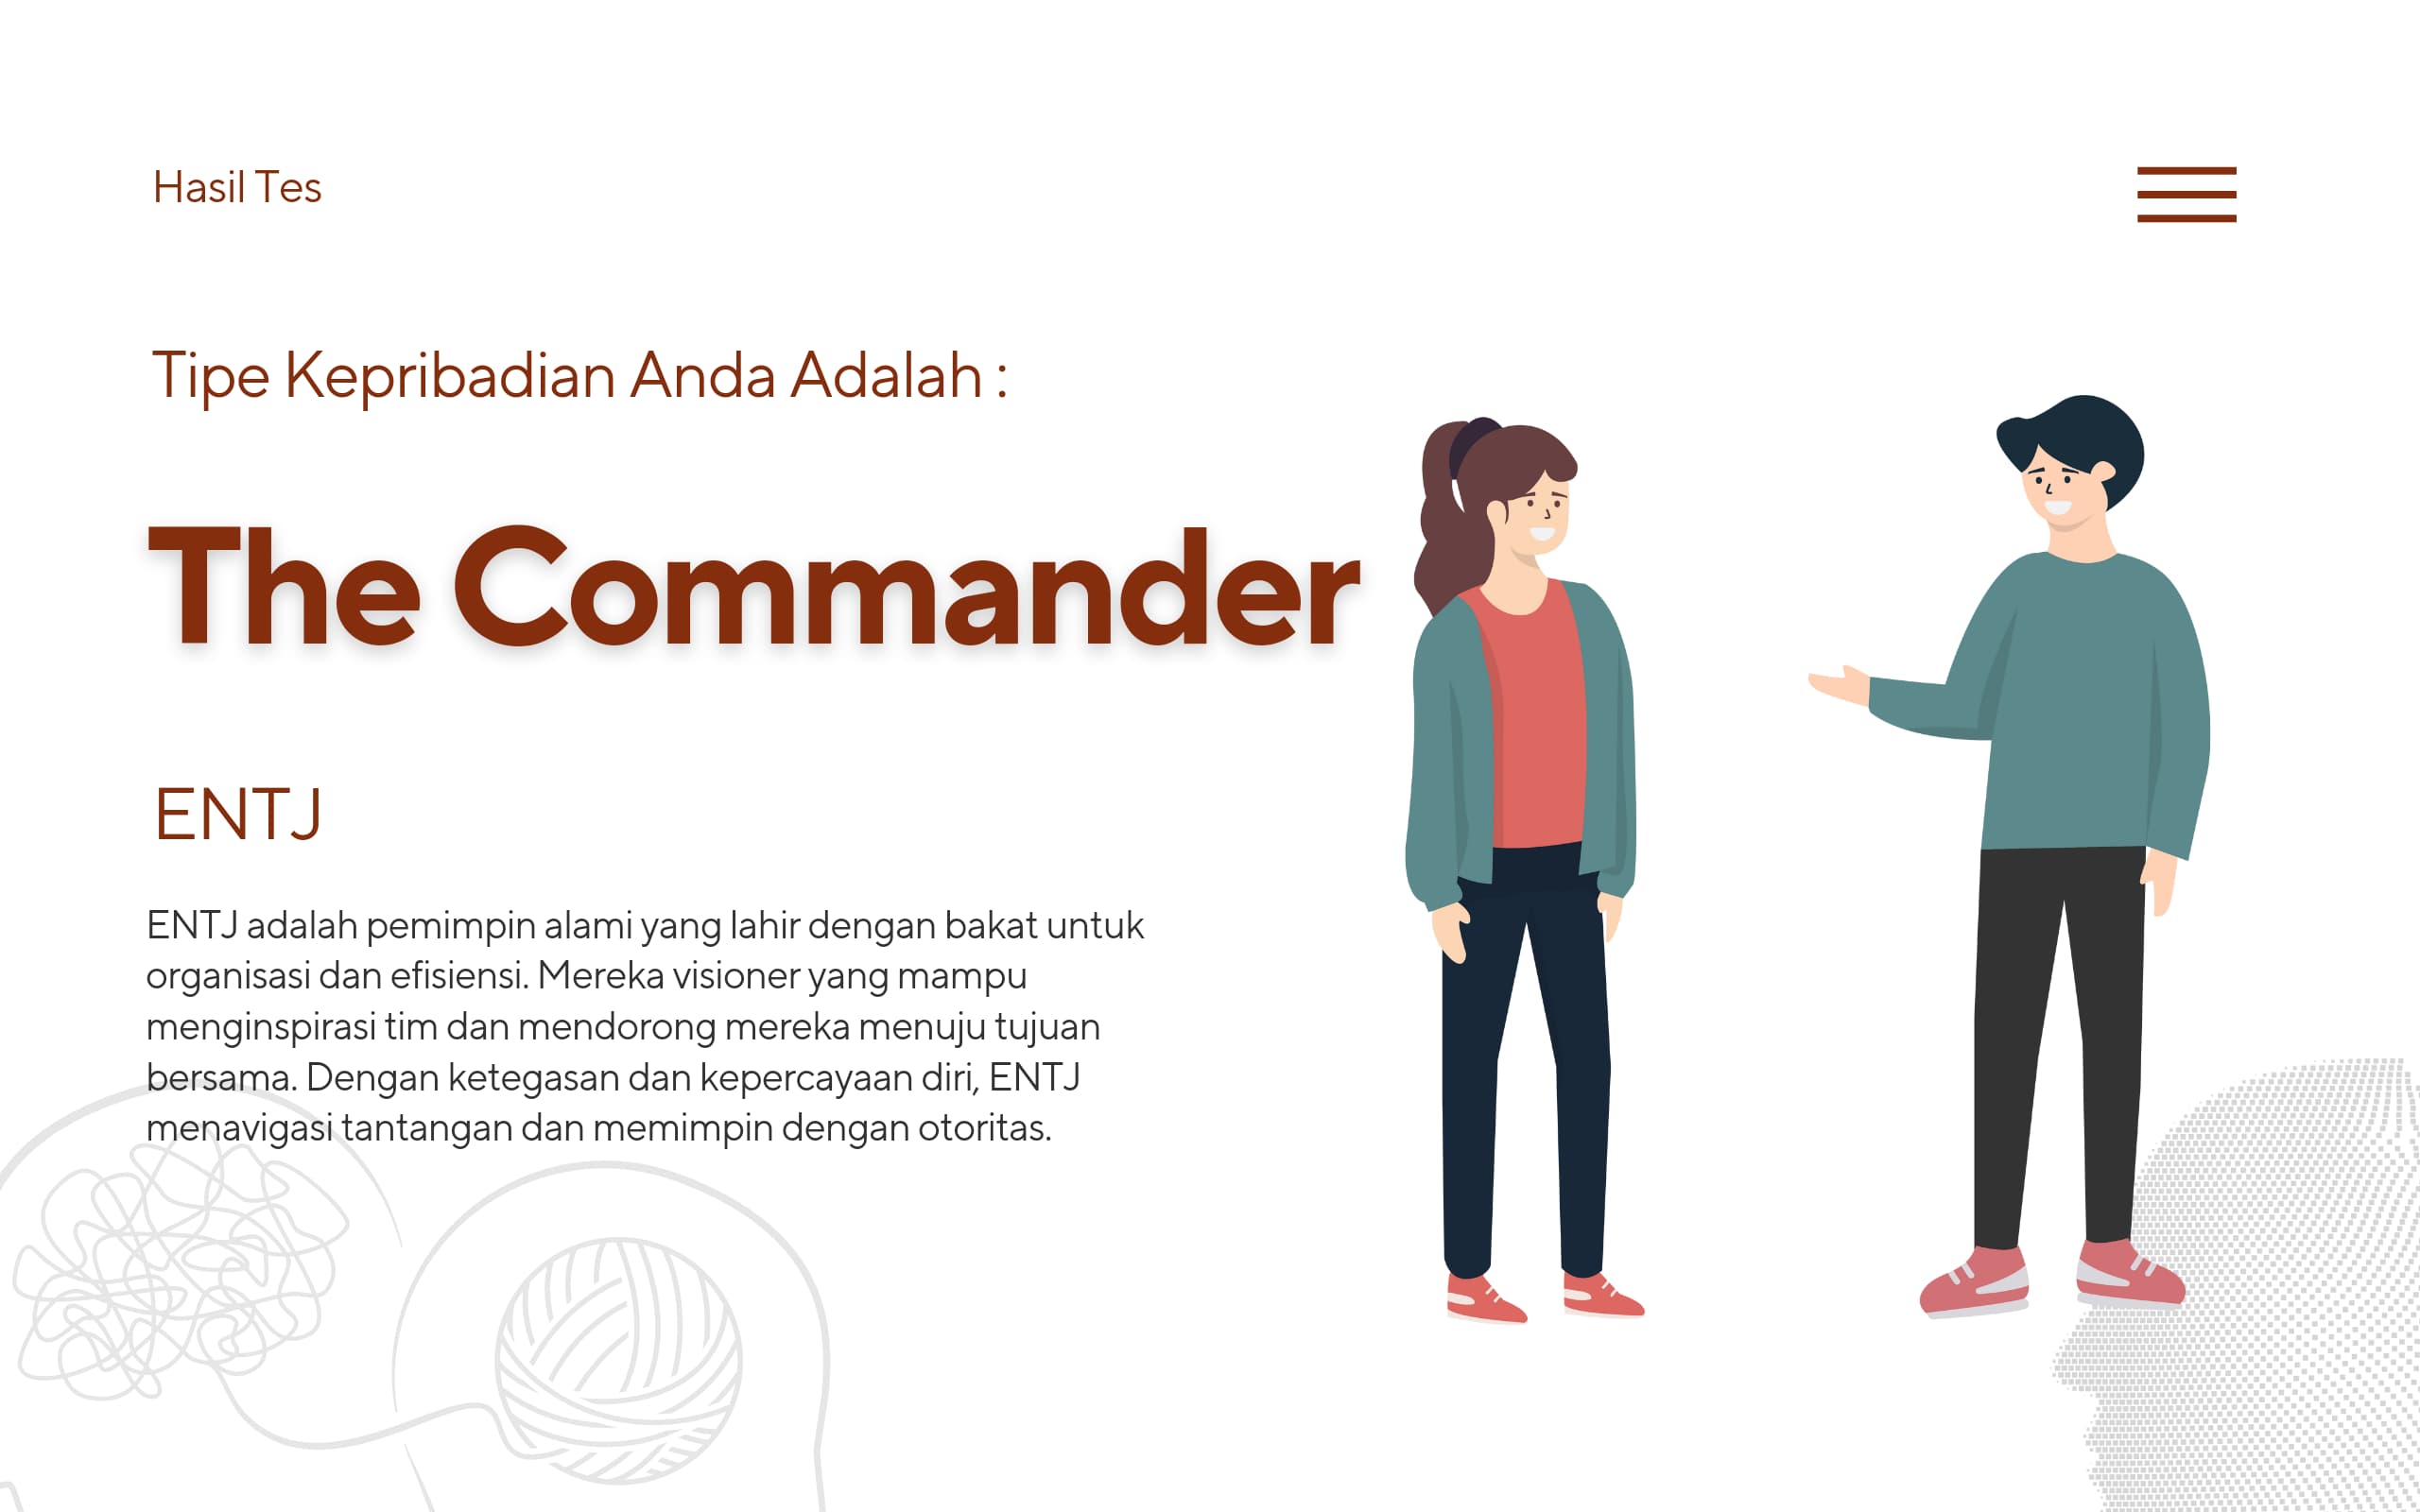 Hasil Tes
Tipe Kepribadian Anda Adalah :
The Commander
ENTJ
ENTJ adalah pemimpin alami yang lahir dengan bakat untuk
organisasi dan efisiensi. Mereka visioner yang mampu
menginspirasi tim dan mendorong mereka menuju tujuan
bersama. Dengan ketegasan dan kepercayaan diri, ENTJ
menavigasi tantangan dan memimpin dengan otoritas.